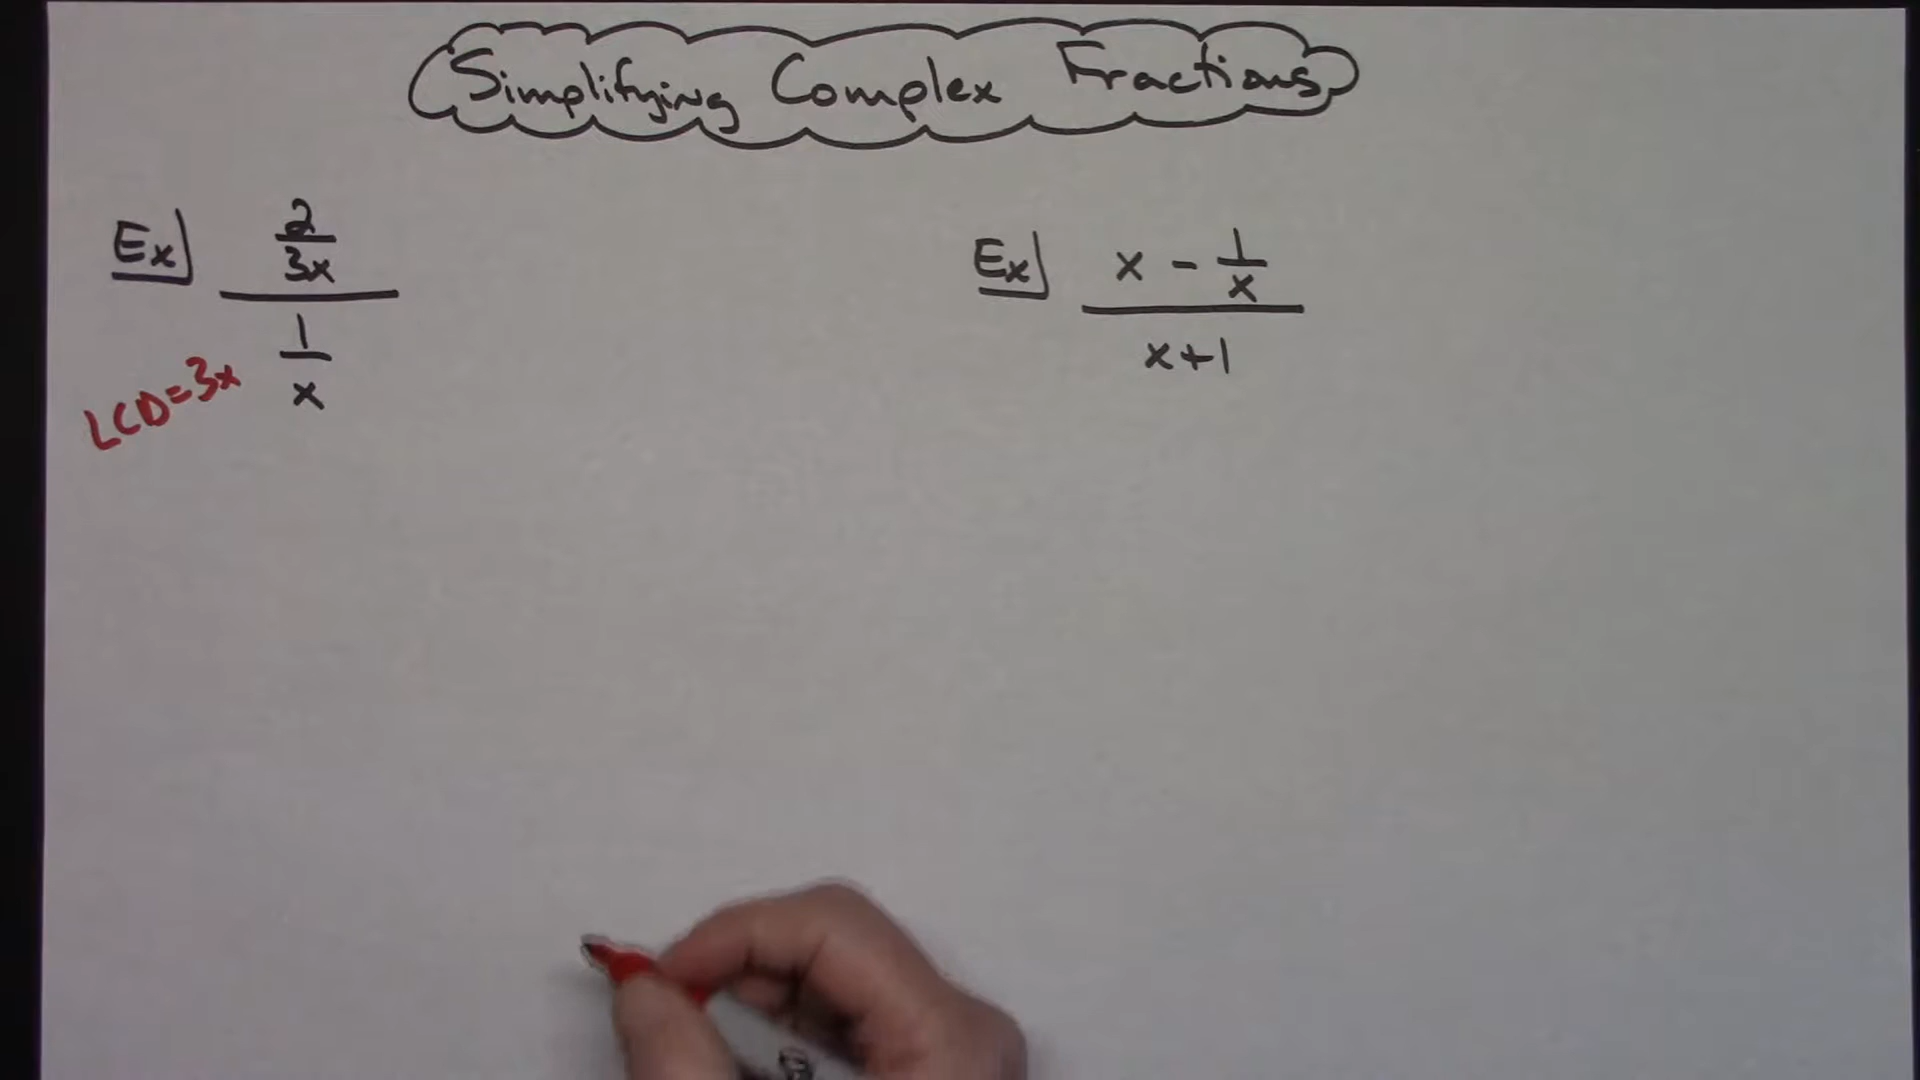 Simplifying Complex Fractions
Ex
2
3x
1
x
LCD=3x
Ex
x - 1
x
x+1